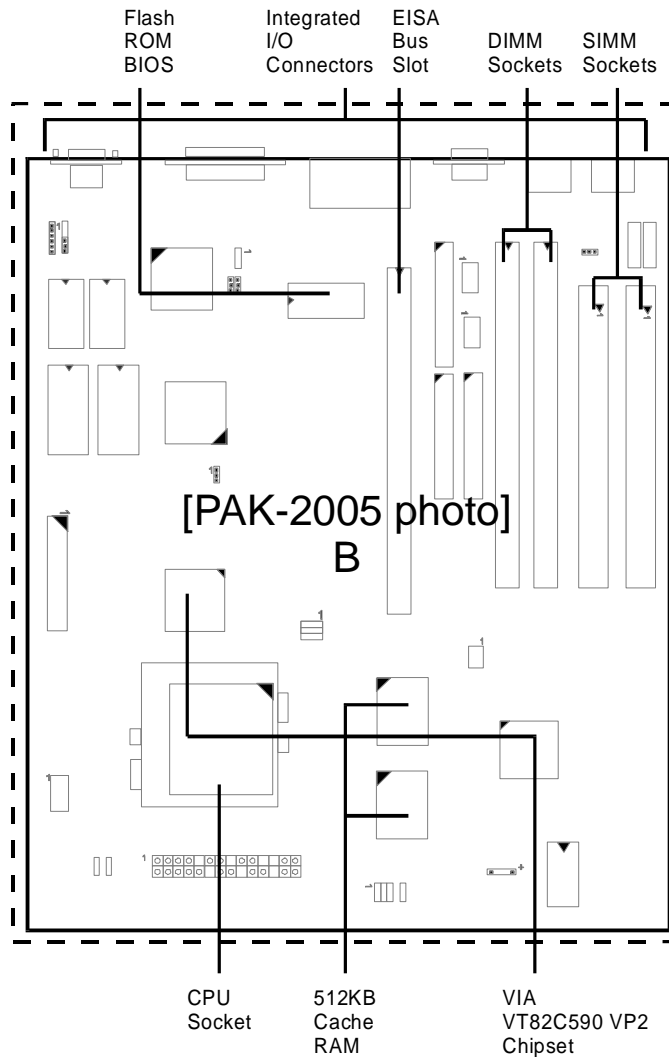 Flash
ROM
BIOS
Integrated
I/O
Connectors
EISA
Bus
Slot
DIMM
Sockets
SIMM
Sockets
[PAK-2005 photo]
B
CPU
Socket
512KB
Cache
RAM
VIA
VT82C590 VP2
Chipset